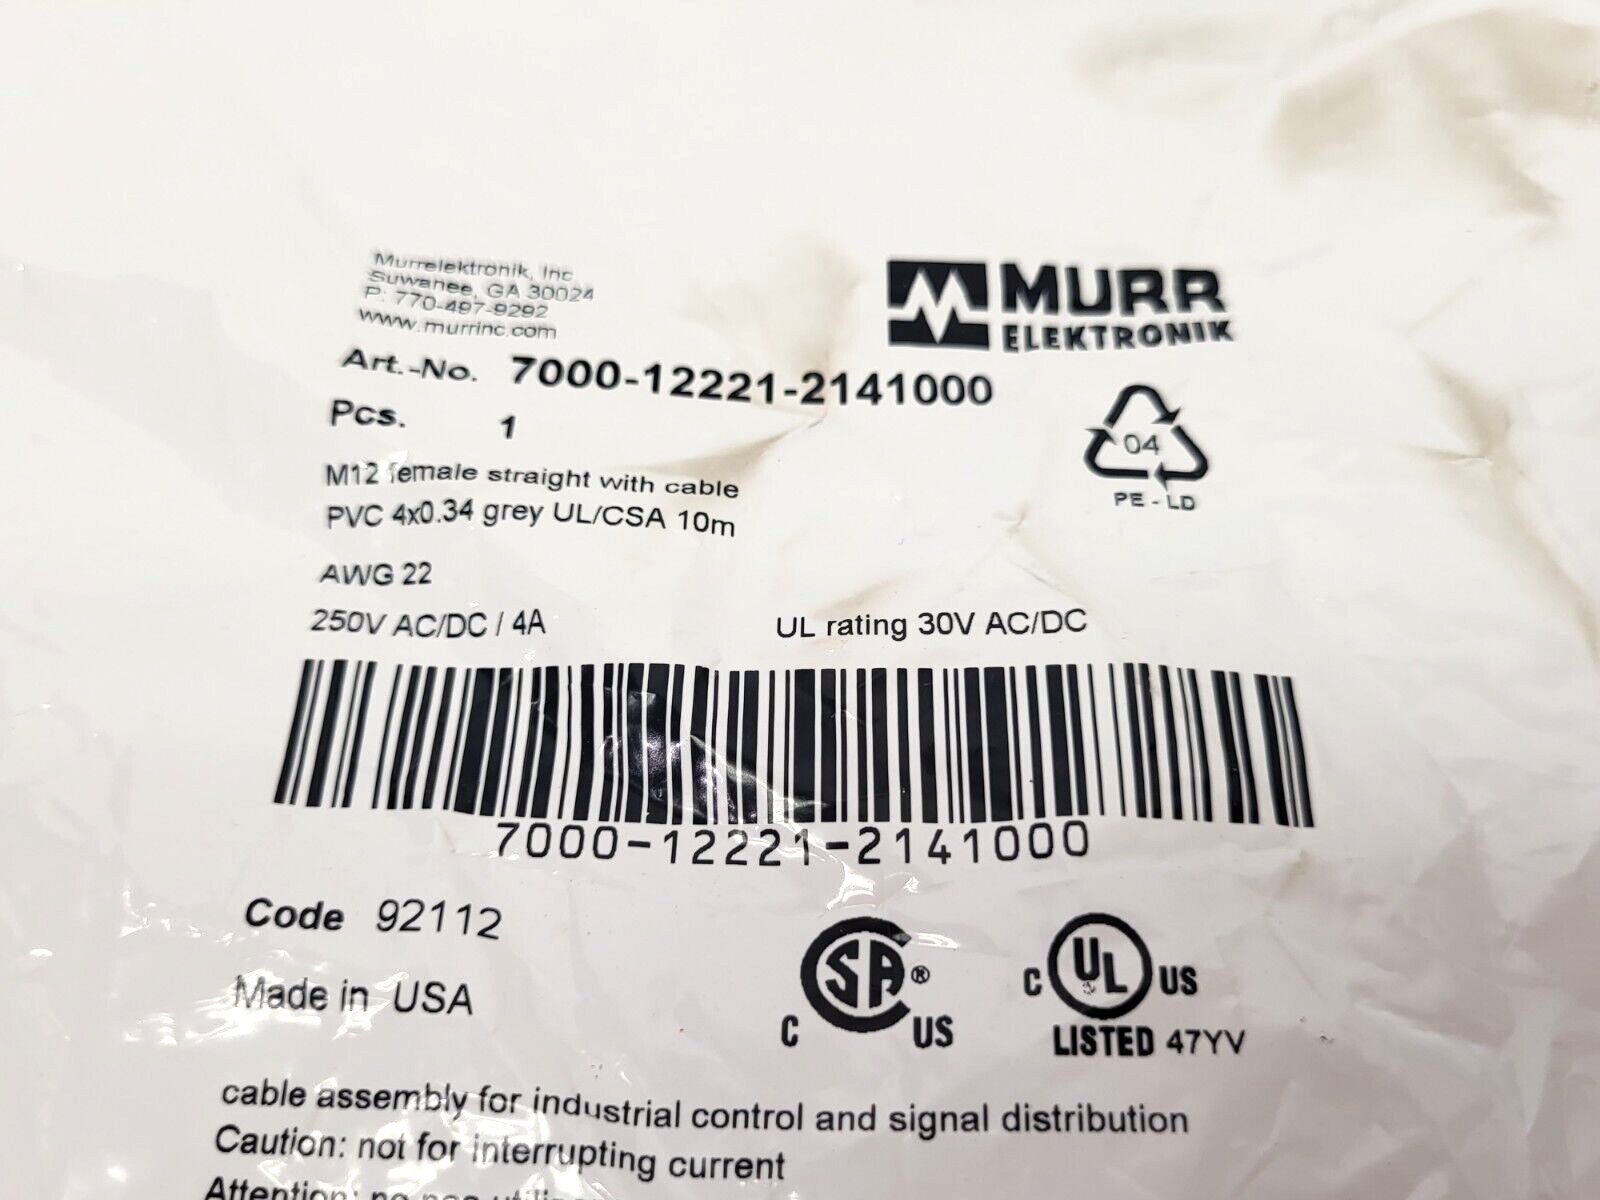 Murrelektronik, Inc
Suwanee, GA 30024
P: 770-497-9292
www.murrinc.com
MURR
ELEKTRONIK
Art.-No. 7000-12221-2141000
Pcs. 1
04
PE - LD
M12 female straight with cable
PVC 4x0.34 grey UL/CSA 10m
AWG 22
250V AC/DC / 4A UL rating 30V AC/DC
7000-12221-2141000
Code 92112
Made in USA
C SA ® US
C UL US
LISTED 47YV
cable assembly for industrial control and signal distribution
Caution: not for interrupting current
Attention: no